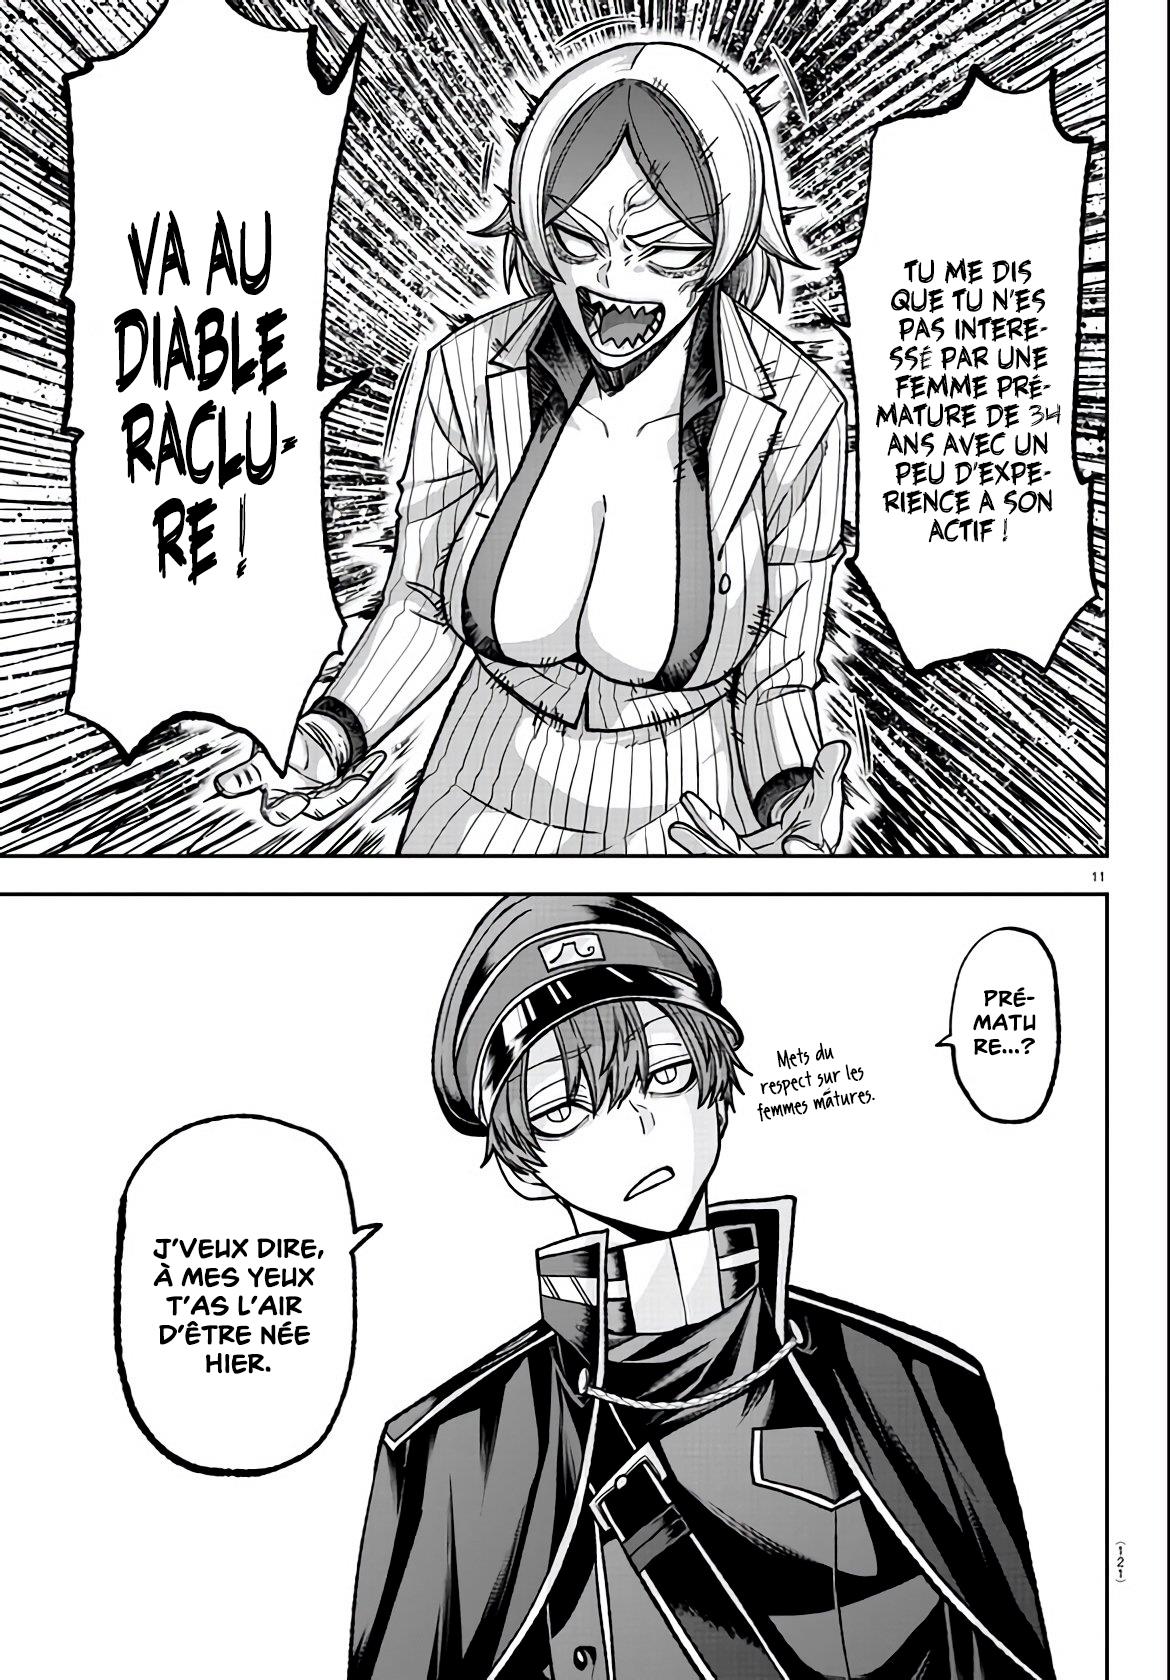 TU ME DIS
QUE TU N'ES
PAS INTERE-
SSÉ PAR UNE
FEMME PRÉ-
MATURE DE 34
ANS AVEC UN
PEU D'EXPE-
RIENCE A SON
ACTIF !
VA AU
DIABLE
RACLU-
RE !
11
PRÉ-
MATU
RE...?
Mets du
respect sur les
femmes mâtures.
J'VEUX DIRE,
À MES YEUX
T'AS L'AIR
D'ÊTRE NÉE
HIER.
(121)